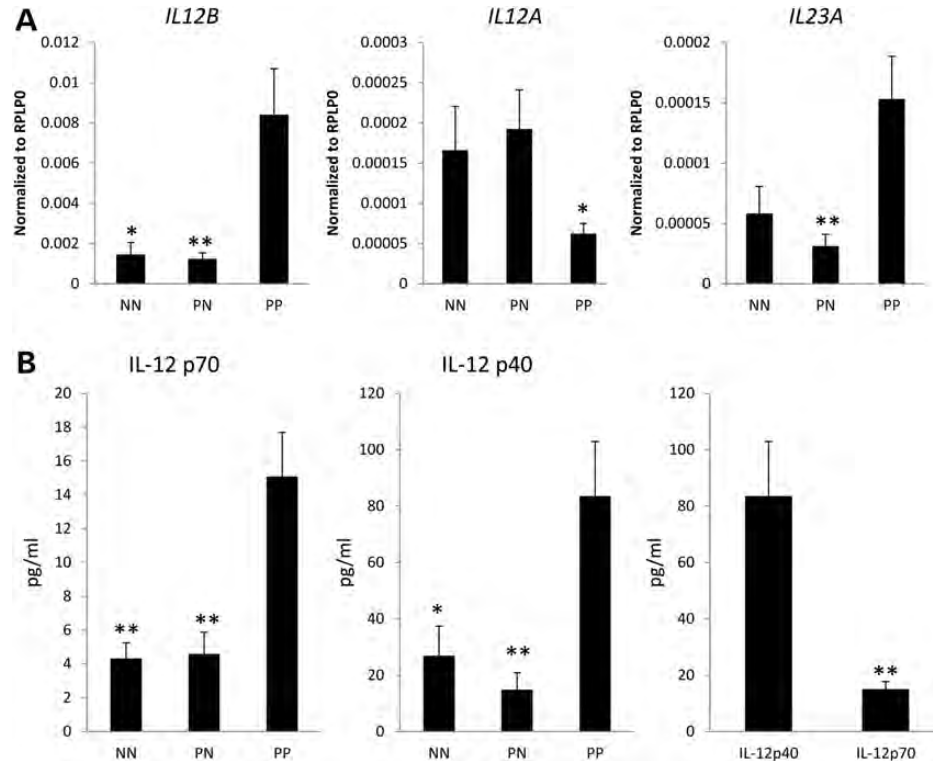 A
IL12B
IL12A
IL23A
Normalized to RPLP0
0.012
0.01
0.008
0.006
0.004
0.002
0
*
**
NN
PN
PP
Normalized to RPLP0
0.0003
0.00025
0.0002
0.00015
0.0001
0.00005
0
*
NN
PN
PP
Normalized to RPLP0
0.0002
0.00015
0.0001
0.00005
0
**
NN
PN
PP
B
IL-12 p70
IL-12 p40
pg/ml
20
18
16
14
12
10
8
6
4
2
0
**
**
NN
PN
PP
pg/ml
120
100
80
60
40
20
0
*
**
NN
PN
PP
pg/ml
120
100
80
60
40
20
0
**
IL-12p40
IL-12p70